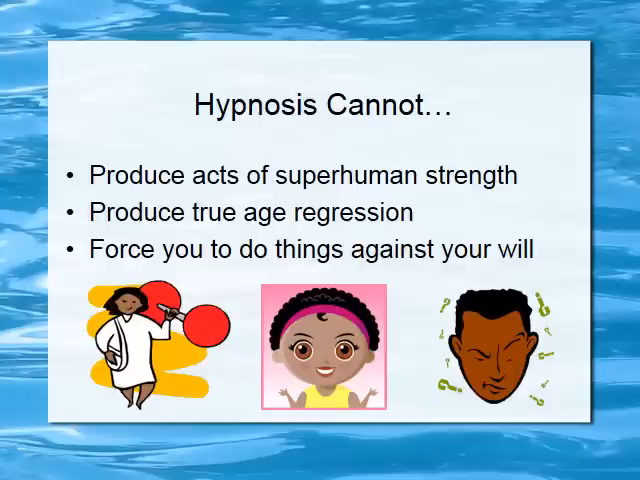 Hypnosis Cannot…
• Produce acts of superhuman strength
• Produce true age regression
• Force you to do things against your will